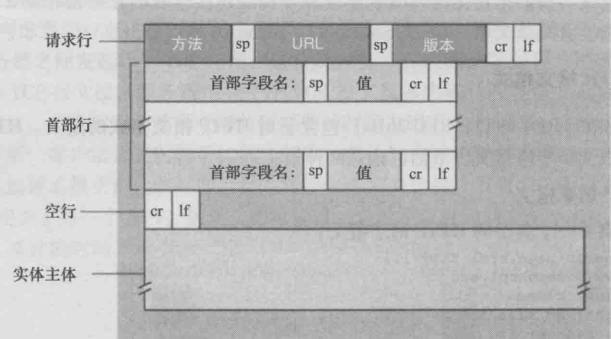 请求行 方法 sp URL sp 版本 cr lf
首部字段名: sp 值 cr lf
首部行
首部字段名: sp 值 cr lf
空行 cr lf
实体主体